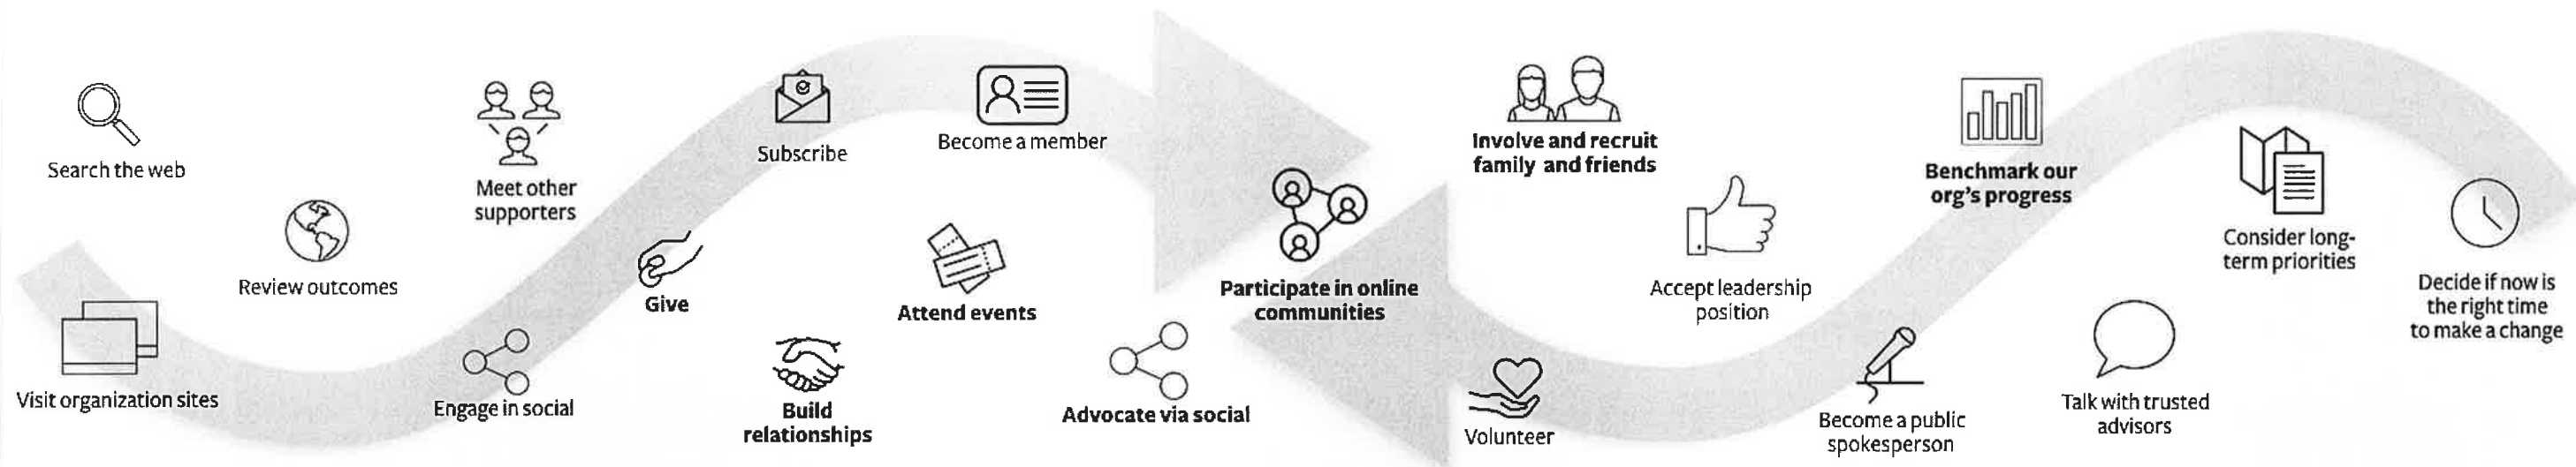 Search the web
Visit organization sites
Review outcomes
Meet other
supporters
Engage in social
Give
Subscribe
Build
relationships
Become a member
Attend events
Advocate via social
Participate in online
communities
Involve and recruit
family and friends
Volunteer
Accept leadership
position
Become a public
spokesperson
Benchmark our
org's progress
Talk with trusted
advisors
Consider long-
term priorities
Decide if now is
the right time
to make a change